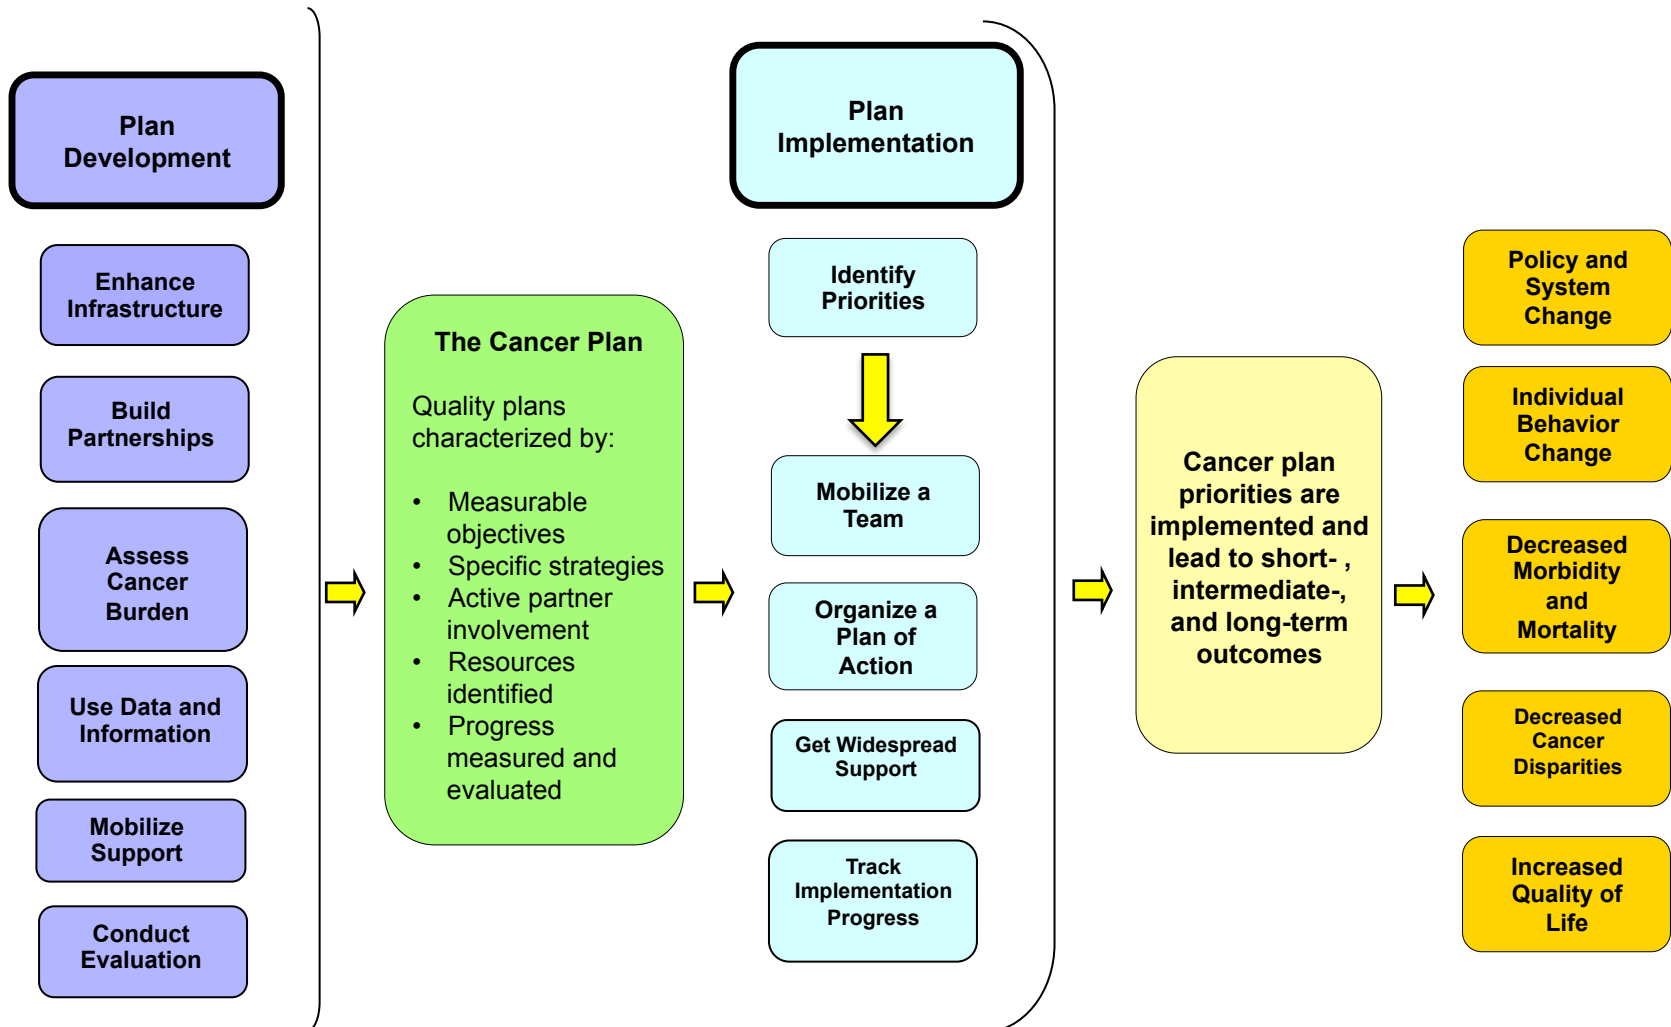 Plan
Development
Enhance
Infrastructure
Build
Partnerships
Assess
Cancer
Burden
Use Data and
Information
Mobilize
Support
Conduct
Evaluation
The Cancer Plan
Quality plans
characterized by:
• Measurable
objectives
• Specific strategies
• Active partner
involvement
• Resources
identified
• Progress
measured and
evaluated
Plan
Implementation
Identify
Priorities
Mobilize a
Team
Organize a
Plan of
Action
Get Widespread
Support
Track
Implementation
Progress
Cancer plan
priorities are
implemented and
lead to short- ,
intermediate-,
and long-term
outcomes
Policy and
System
Change
Individual
Behavior
Change
Decreased
Morbidity
and
Mortality
Decreased
Cancer
Disparities
Increased
Quality of
Life